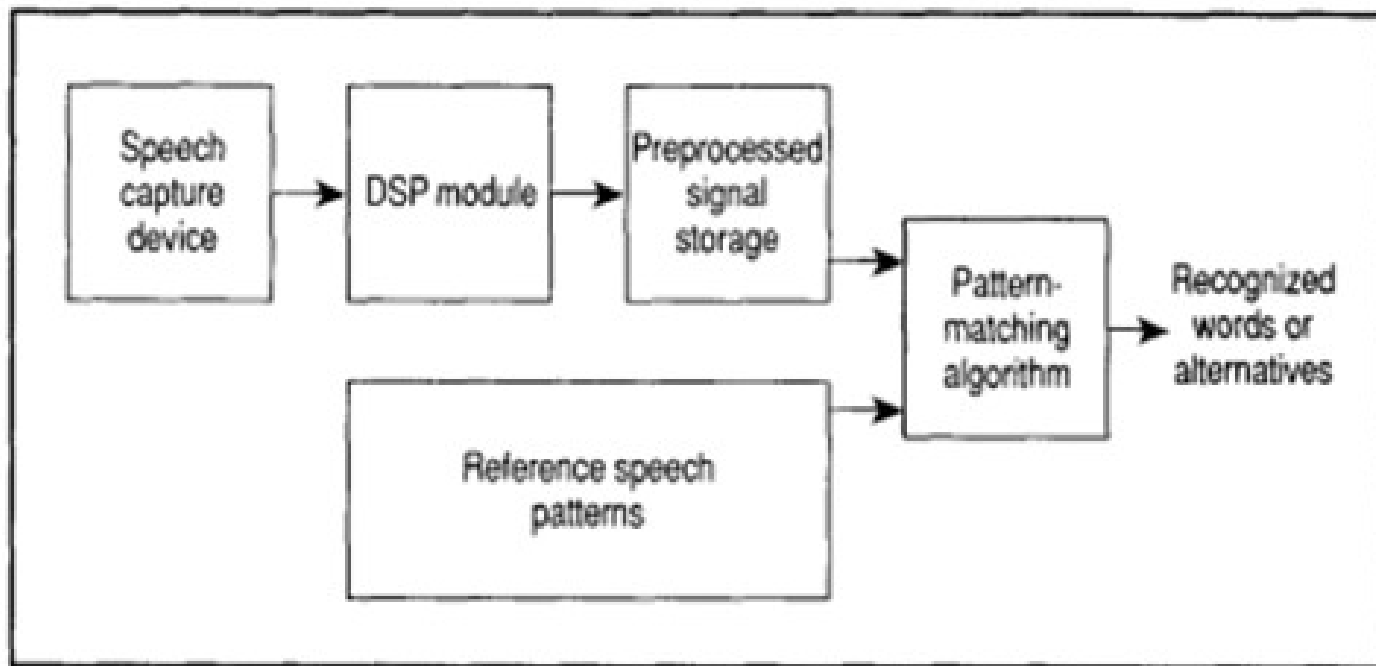 Speech
capture
device
DSP module
Preprocessed
signal
storage
Pattern-
matching
algorithm
Recognized
words or
alternatives
Reference speech
patterns